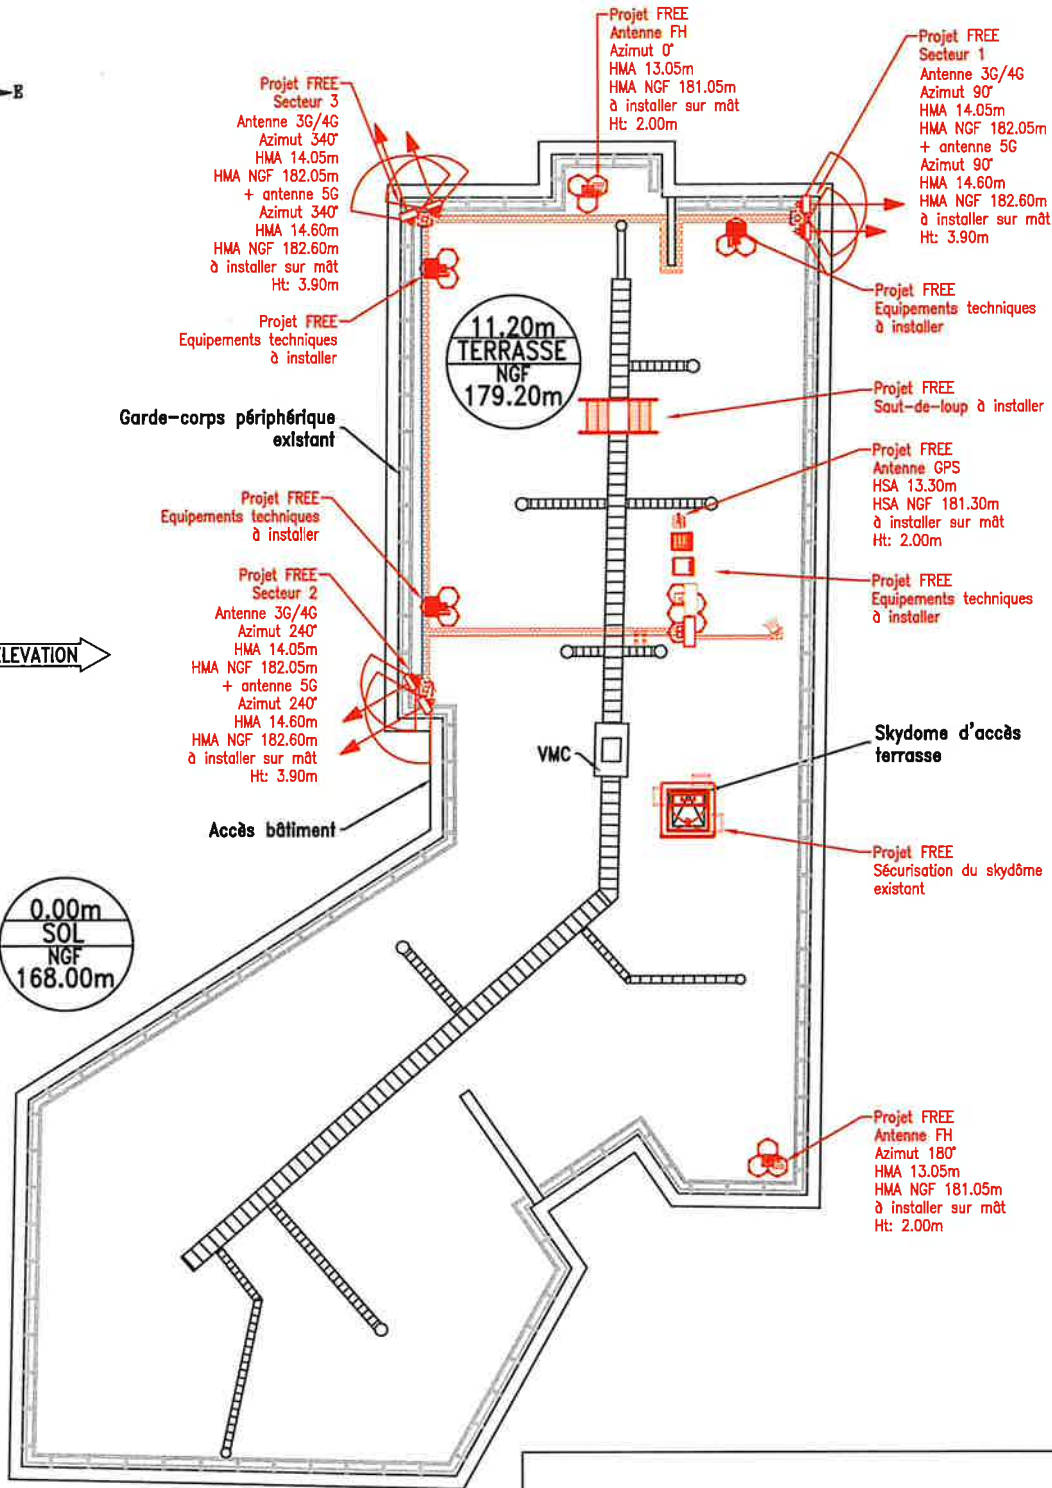 E
Projet FREE
Antenne FH
Azimut 0°
HMA 13.05m
HMA NGF 181.05m
à installer sur mât
Ht: 2.00m
Projet FREE
Secteur 1
Antenne 3G/4G
Azimut 90°
HMA 14.05m
HMA NGF 182.05m
+ antenne 5G
Azimut 90°
HMA 14.60m
HMA NGF 182.60m
à installer sur mât
Ht: 3.90m
Projet FREE
Secteur 3
Antenne 3G/4G
Azimut 340°
HMA 14.05m
HMA NGF 182.05m
+ antenne 5G
Azimut 340°
HMA 14.60m
HMA NGF 182.60m
à installer sur mât
Ht: 3.90m
Projet FREE
Equipements techniques
à installer
Projet FREE
Equipements techniques
à installer
11.20m
TERRASSE
NGF
179.20m
Projet FREE
Saut-de-loup à installer
Garde-corps périphérique
existant
Projet FREE
Antenne GPS
HSA 13.30m
HSA NGF 181.30m
à installer sur mât
Ht: 2.00m
Projet FREE
Equipements techniques
à installer
Projet FREE
Equipements techniques
à installer
Projet FREE
Secteur 2
Antenne 3G/4G
Azimut 240°
HMA 14.05m
HMA NGF 182.05m
+ antenne 5G
Azimut 240°
HMA 14.60m
HMA NGF 182.60m
à installer sur mât
Ht: 3.90m
ELEVATION
VMC
Skydome d'accès
terrasse
Accès bâtiment
Projet FREE
Sécurisation du skydôme
existant
0.00m
SOL
NGF
168.00m
Projet FREE
Antenne FH
Azimut 180°
HMA 13.05m
HMA NGF 181.05m
à installer sur mât
Ht: 2.00m